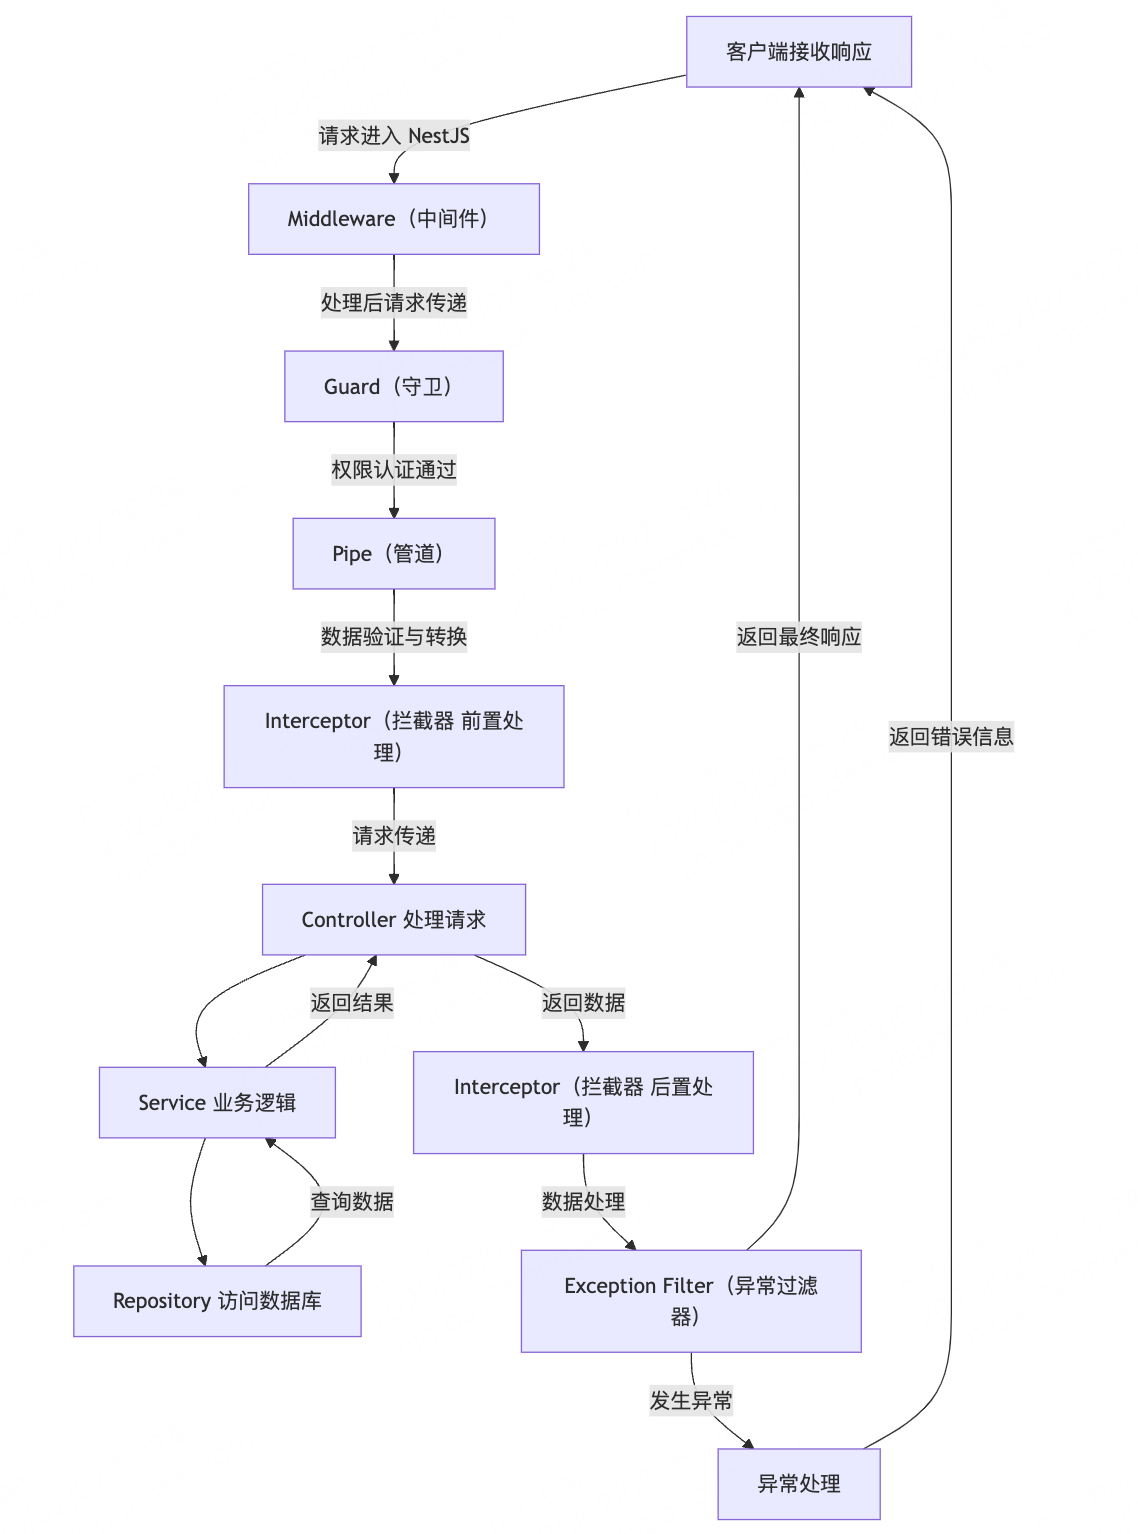 客户端接收响应
请求进入 NestJS
Middleware（中间件）
处理后请求传递
Guard（守卫）
权限认证通过
Pipe（管道）
数据验证与转换
返回最终响应
Interceptor（拦截器 前置处
理）
返回错误信息
请求传递
Controller 处理请求
返回结果
返回数据
Service 业务逻辑
Interceptor（拦截器 后置处
理）
查询数据
数据处理
Repository 访问数据库
Exception Filter（异常过滤
器）
发生异常
异常处理